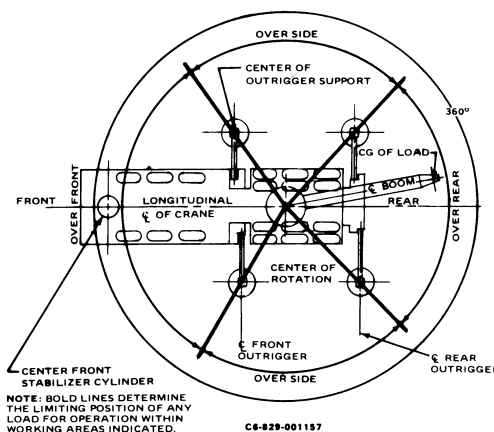 OVER SIDE
CENTER OF
OUTRIGGER SUPPORT
360°
CG OF LOAD
FRONT
OVER FRONT
LONGITUDINAL
℄ OF CRANE
℄ BOOM
REAR
OVER REAR
CENTER OF
ROTATION
℄ FRONT
OUTRIGGER
℄ REAR
OUTRIGGER
CENTER FRONT
STABILIZER CYLINDER
OVER SIDE
NOTE: BOLD LINES DETERMINE
THE LIMITING POSITION OF ANY
LOAD FOR OPERATION WITHIN
WORKING AREAS INDICATED.
C6-829-001157